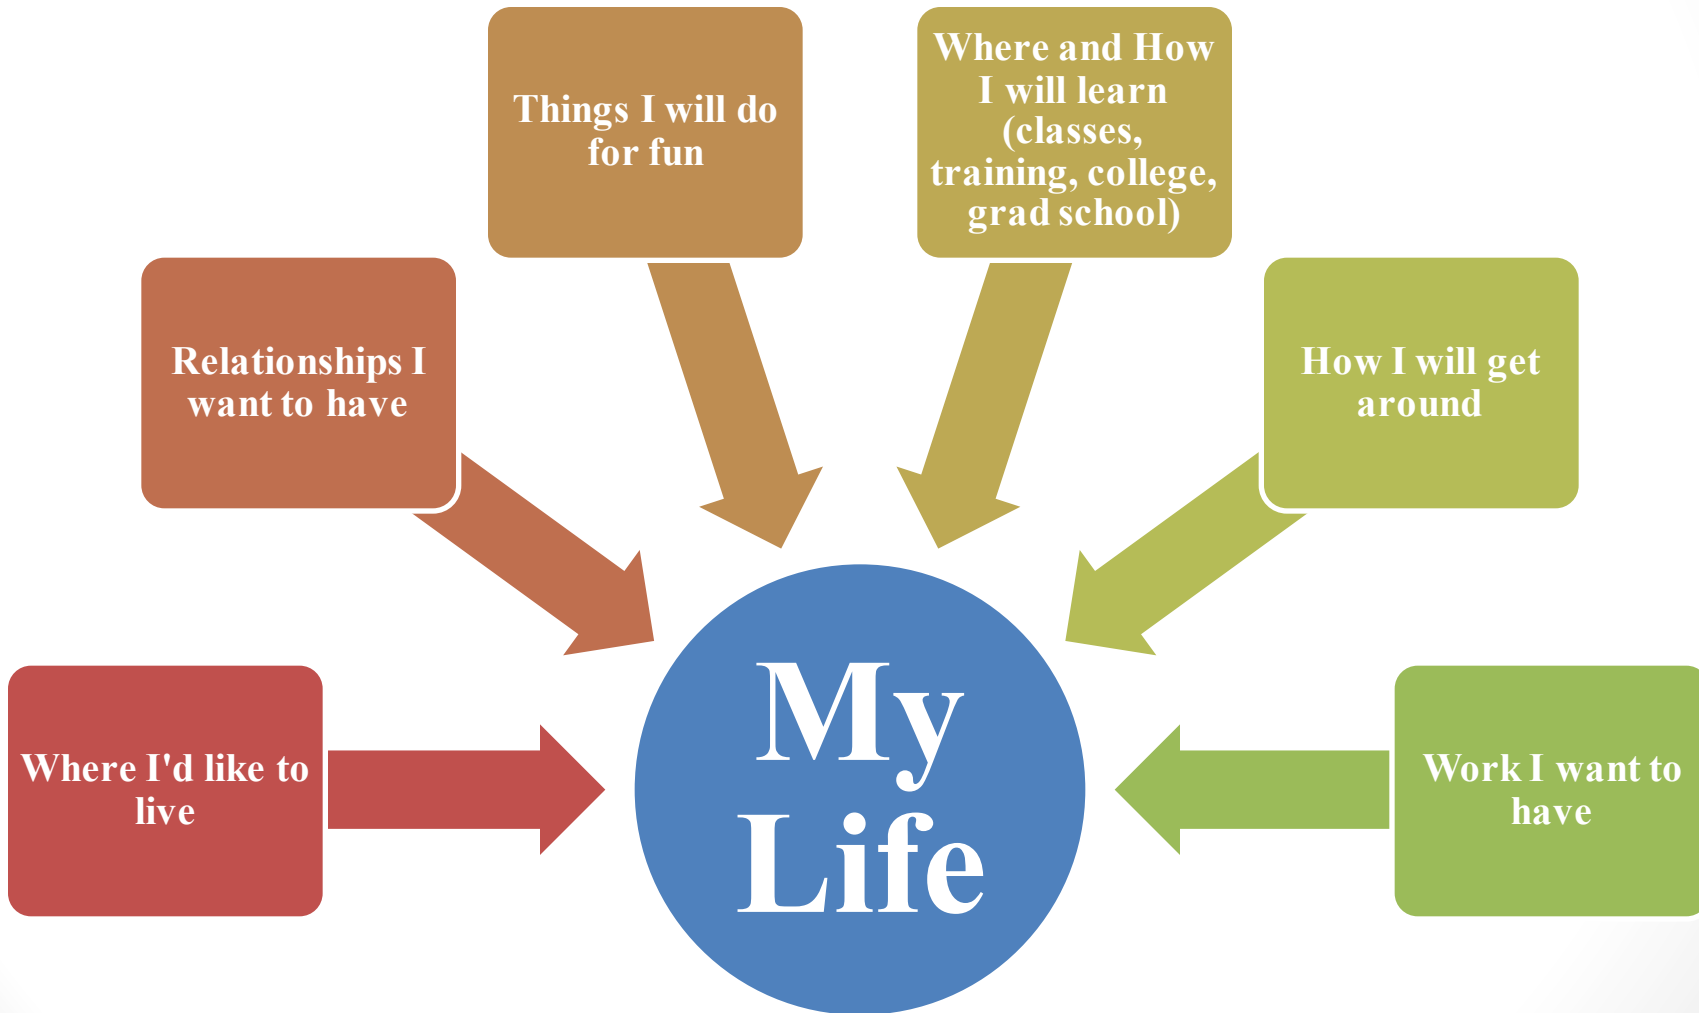 Things I will do
for fun
Where and How
I will learn
(classes,
training, college,
grad school)
Relationships I
want to have
How I will get
around
Where I'd like to
live
My
Life
Work I want to
have